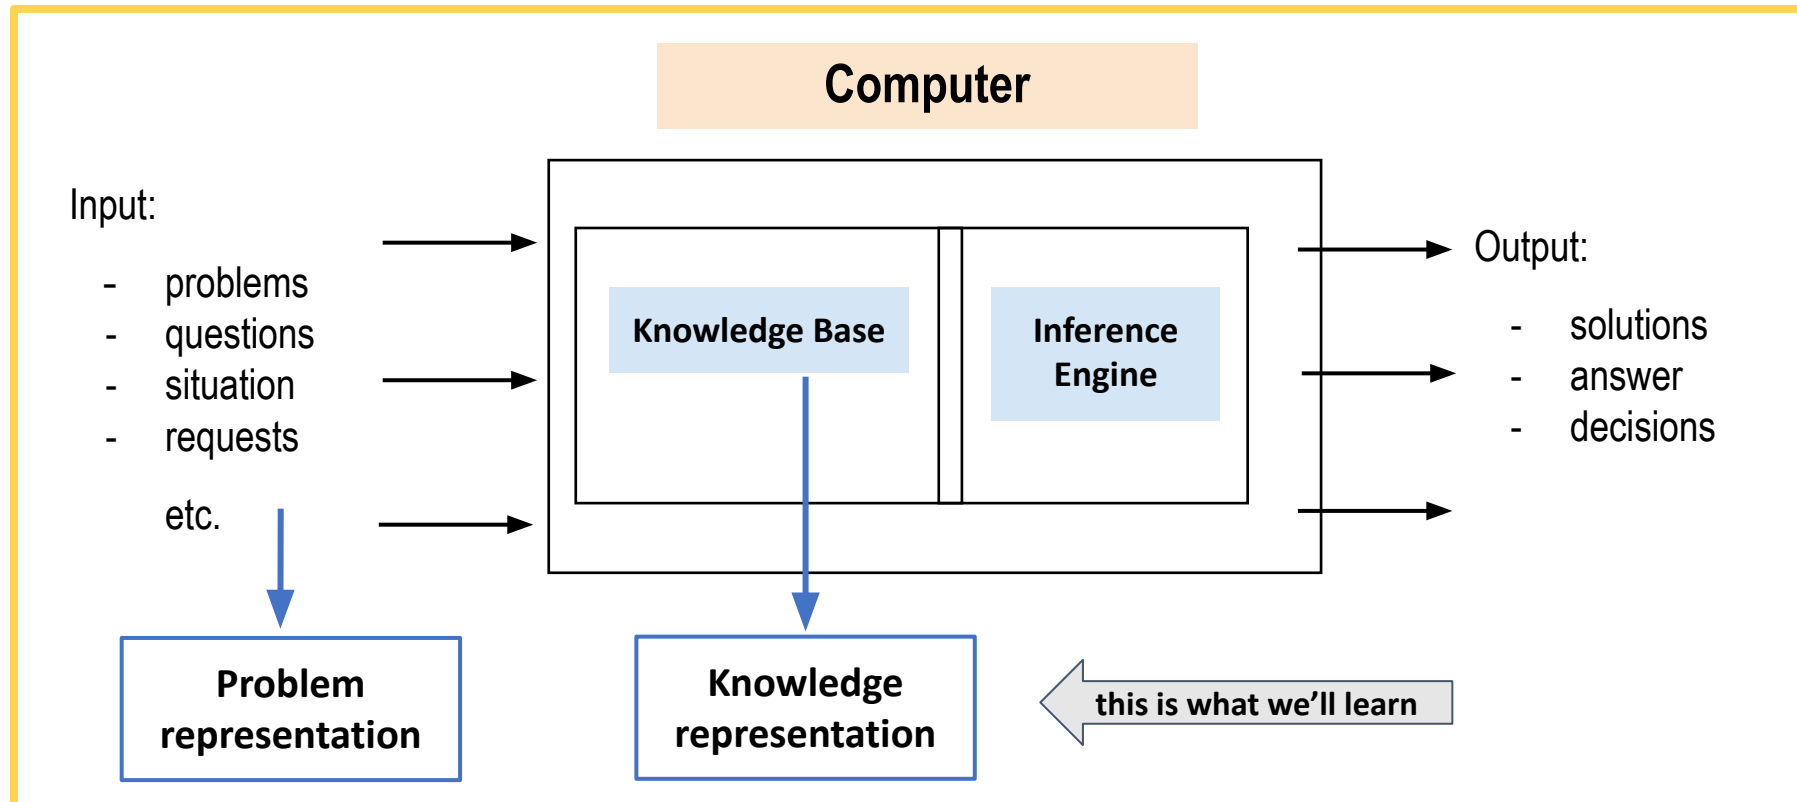 Computer
Input:
- problems
- questions
- situation
- requests
etc.
Knowledge Base
Inference
Engine
Output:
- solutions
- answer
- decisions
Problem
representation
Knowledge
representation
this is what we’ll learn